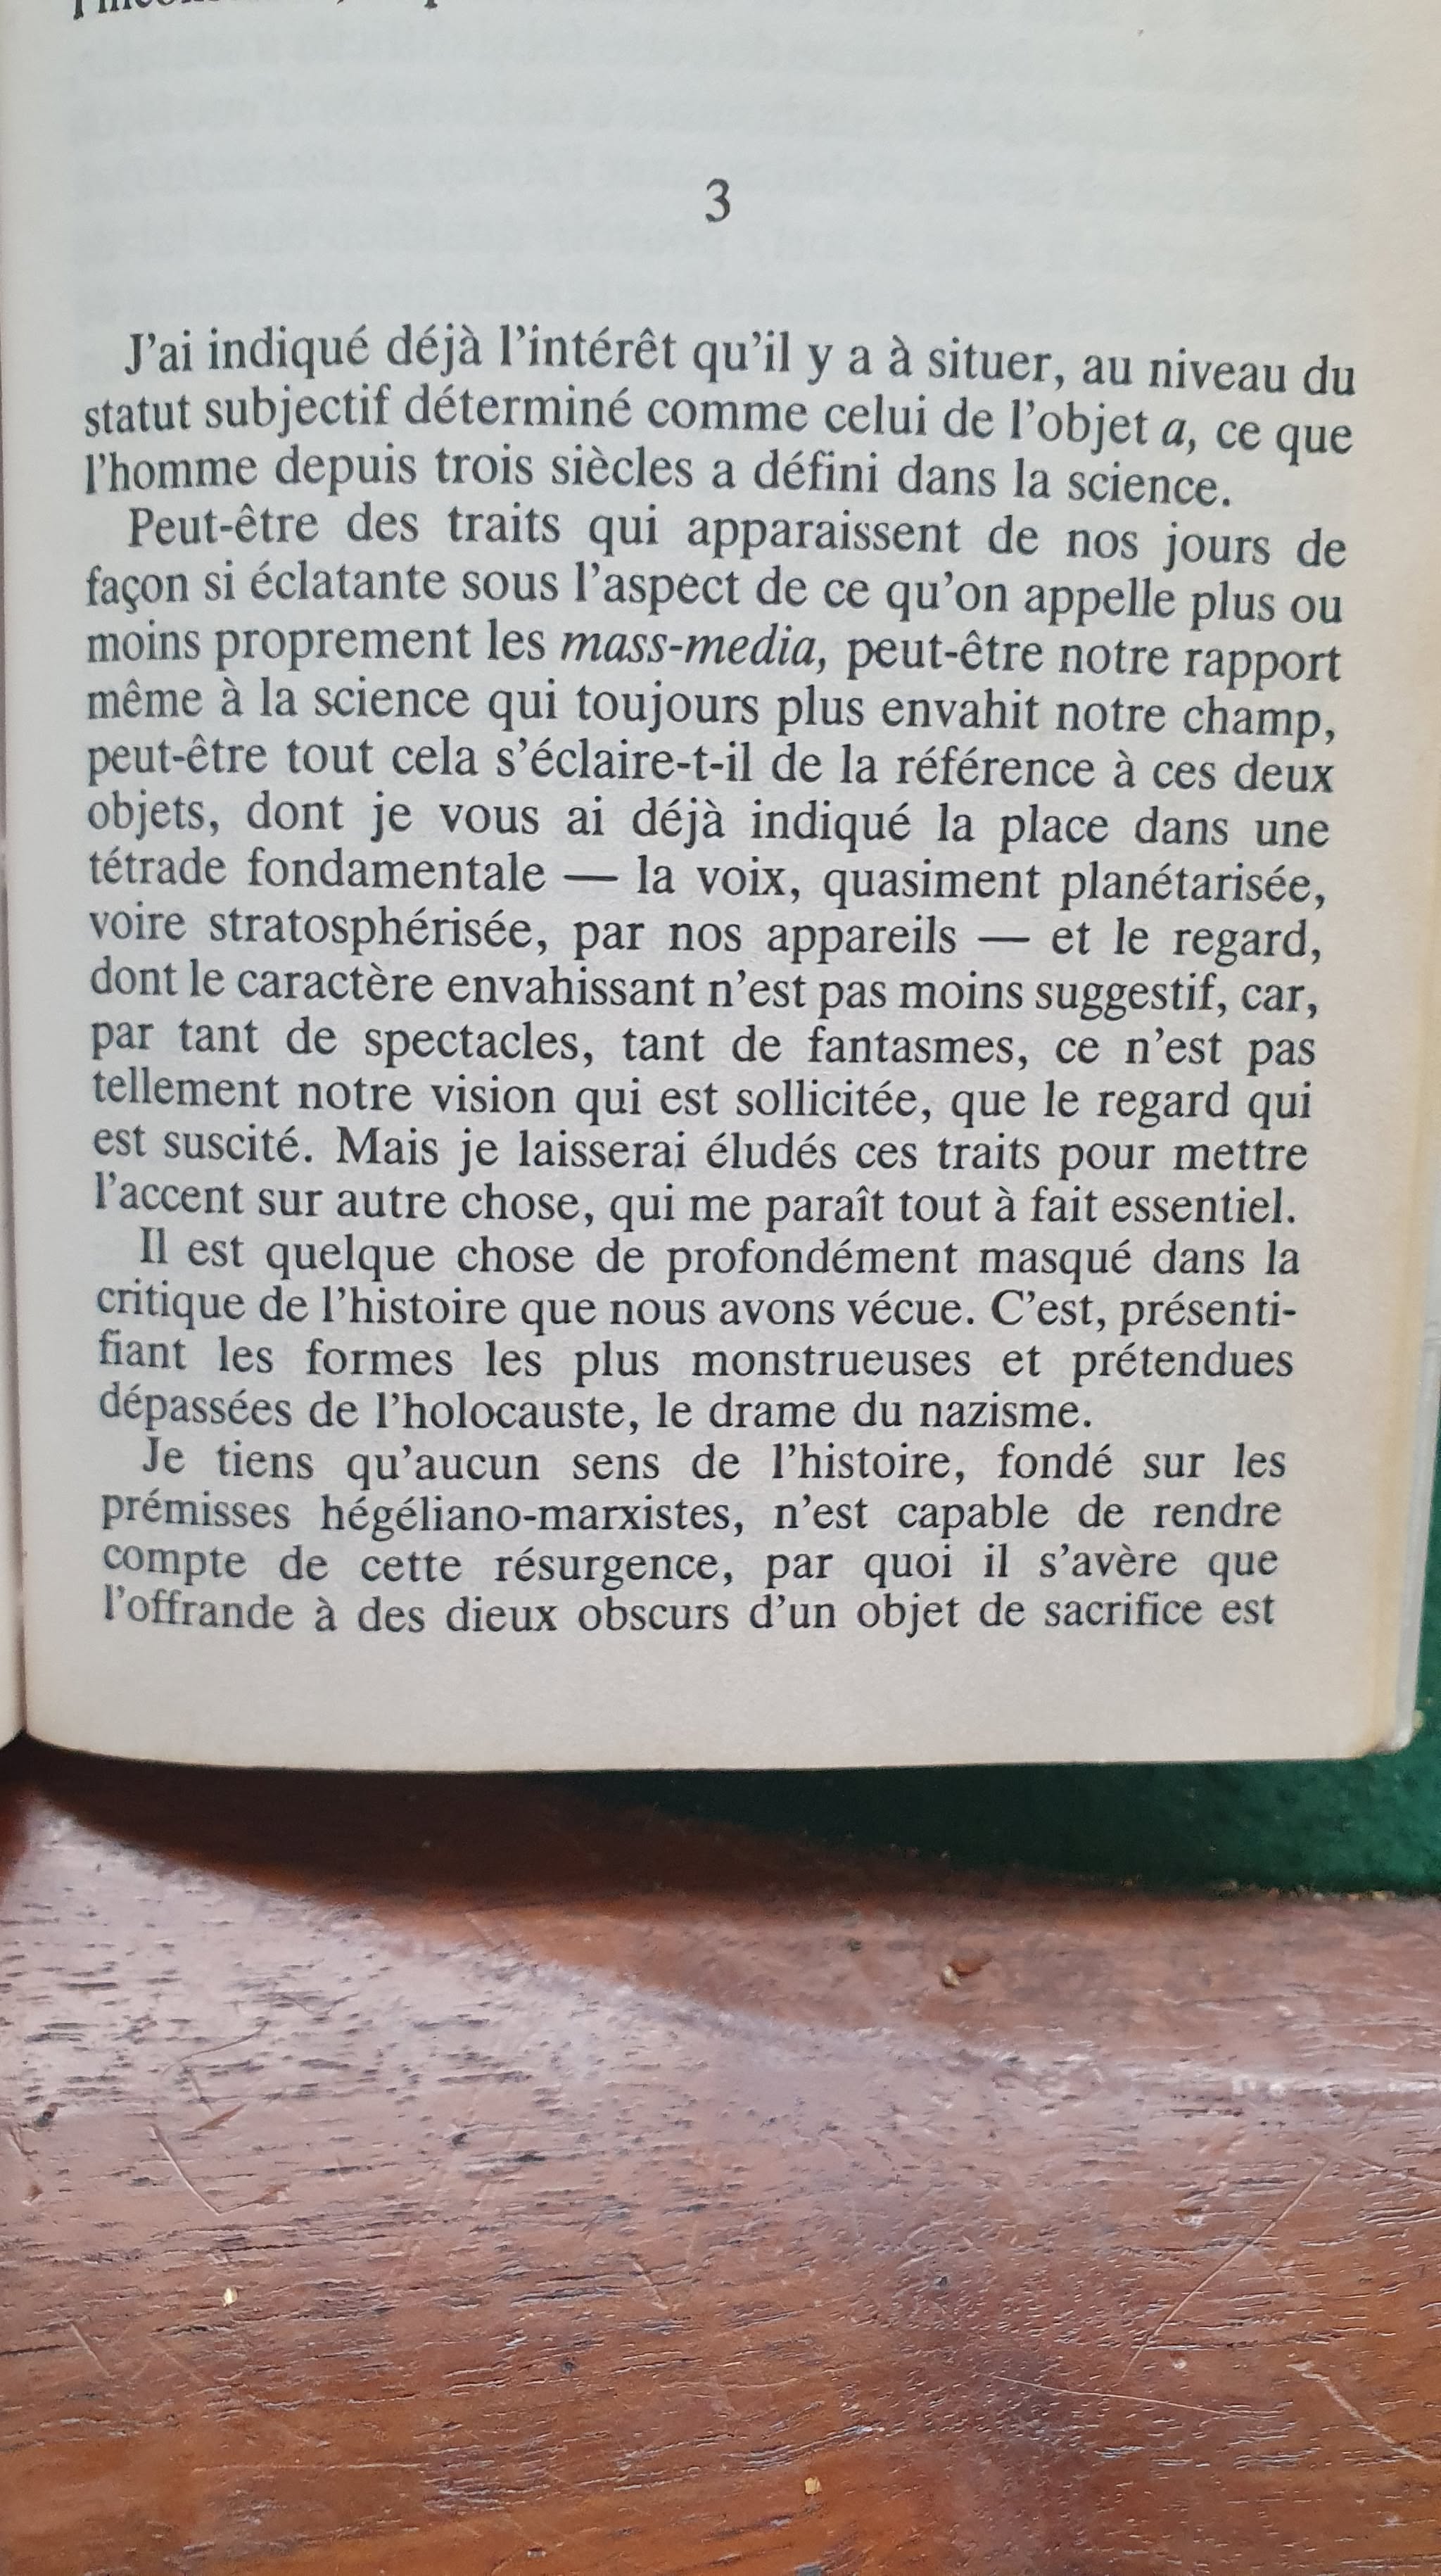 3
J'ai indiqué déjà l'intérêt qu'il y a à situer, au niveau du
statut subjectif déterminé comme celui de l'objet a, ce que
l'homme depuis trois siècles a défini dans la science.
Peut-être des traits qui apparaissent de nos jours de
façon si éclatante sous l'aspect de ce qu'on appelle plus ou
moins proprement les mass-media, peut-être notre rapport
même à la science qui toujours plus envahit notre champ,
peut-être tout cela s'éclaire-t-il de la référence à ces deux
objets, dont je vous ai déjà indiqué la place dans une
tétrade fondamentale — la voix, quasiment planétarisée,
voire stratosphérisée, par nos appareils — et le regard,
dont le caractère envahissant n'est pas moins suggestif, car,
par tant de spectacles, tant de fantasmes, ce n'est pas
tellement notre vision qui est sollicitée, que le regard qui
est suscité. Mais je laisserai éludés ces traits pour mettre
l'accent sur autre chose, qui me paraît tout à fait essentiel.
Il est quelque chose de profondément masqué dans la
critique de l'histoire que nous avons vécue. C'est, présenti-
fiant les formes les plus monstrueuses et prétendues
dépassées de l'holocauste, le drame du nazisme.
Je tiens qu'aucun sens de l'histoire, fondé sur les
prémisses hégéliano-marxistes, n'est capable de rendre
compte de cette résurgence, par quoi il s'avère que
l'offrande à des dieux obscurs d'un objet de sacrifice est